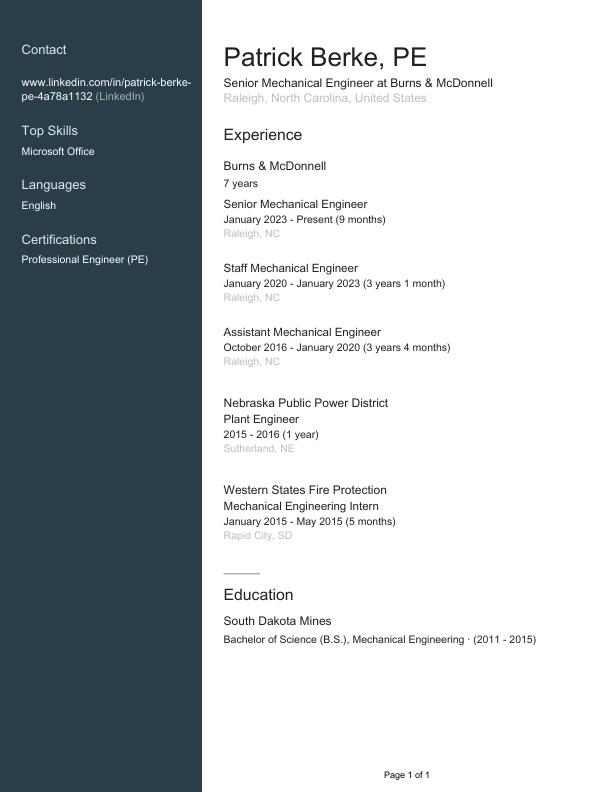 Contact
www.linkedin.com/in/patrick-berke-
pe-4a78a1132 (LinkedIn)
Top Skills
Microsoft Office
Languages
English
Certifications
Professional Engineer (PE)
Patrick Berke, PE
Senior Mechanical Engineer at Burns & McDonnell
Raleigh, North Carolina, United States
Experience
Burns & McDonnell
7 years
Senior Mechanical Engineer
January 2023 - Present (9 months)
Raleigh, NC
Staff Mechanical Engineer
January 2020 - January 2023 (3 years 1 month)
Raleigh, NC
Assistant Mechanical Engineer
October 2016 - January 2020 (3 years 4 months)
Raleigh, NC
Nebraska Public Power District
Plant Engineer
2015 - 2016 (1 year)
Sutherland, NE
Western States Fire Protection
Mechanical Engineering Intern
January 2015 - May 2015 (5 months)
Rapid City, SD
Education
South Dakota Mines
Bachelor of Science (B.S.), Mechanical Engineering · (2011 - 2015)
Page 1 of 1